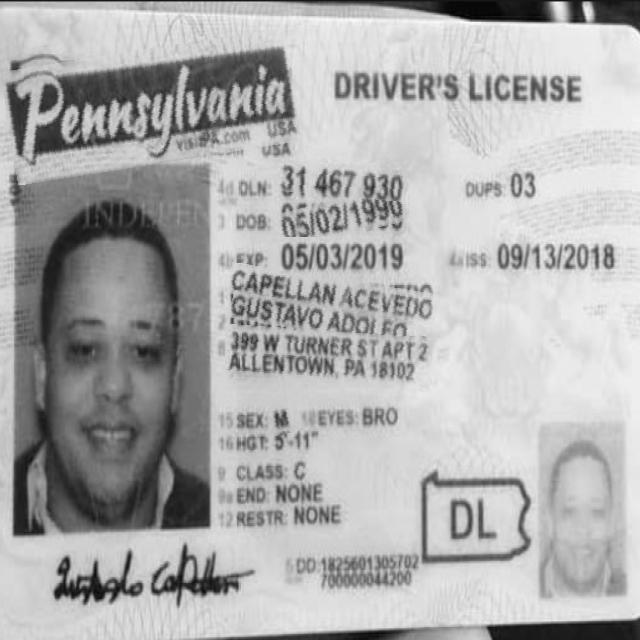 Pennsylvania
visitPA.com USA
USA
DRIVER'S LICENSE
4d DLN: 31 467 930
DUPS: 03
3 DOB: 05/02/1999
4b EXP: 05/03/2019
4a ISS: 09/13/2018
1 CAPELLAN ACEVEDO
2 GUSTAVO ADOLFO
8 399 W TURNER ST APT 2
ALLENTOWN, PA 18102
15 SEX: M 18 EYES: BRO
16 HGT: 5'-11"
9 CLASS: C
9a END: NONE
12 RESTR: NONE
DL
5 DD: 1825601305702
700000044200